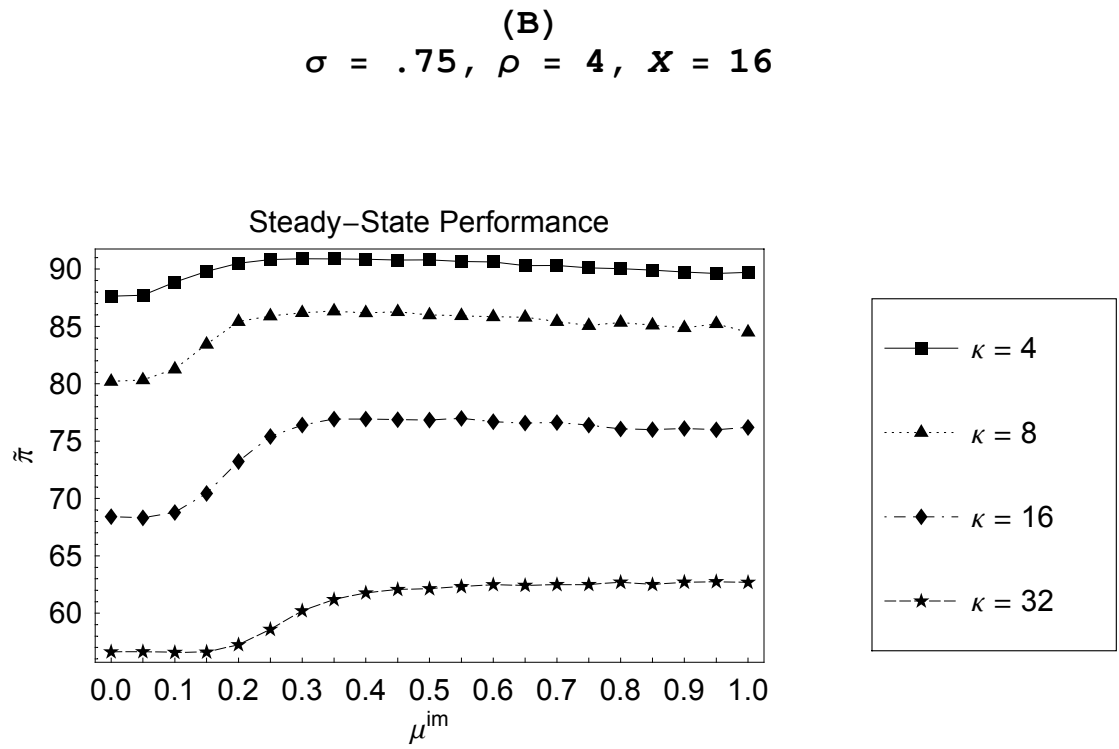 (B)
σ = .75, ρ = 4, X = 16
Steady−State Performance
90
85
80
75
70
65
60
π̃
0.0 0.1 0.2 0.3 0.4 0.5 0.6 0.7 0.8 0.9 1.0
μ^im
κ = 4
κ = 8
κ = 16
κ = 32